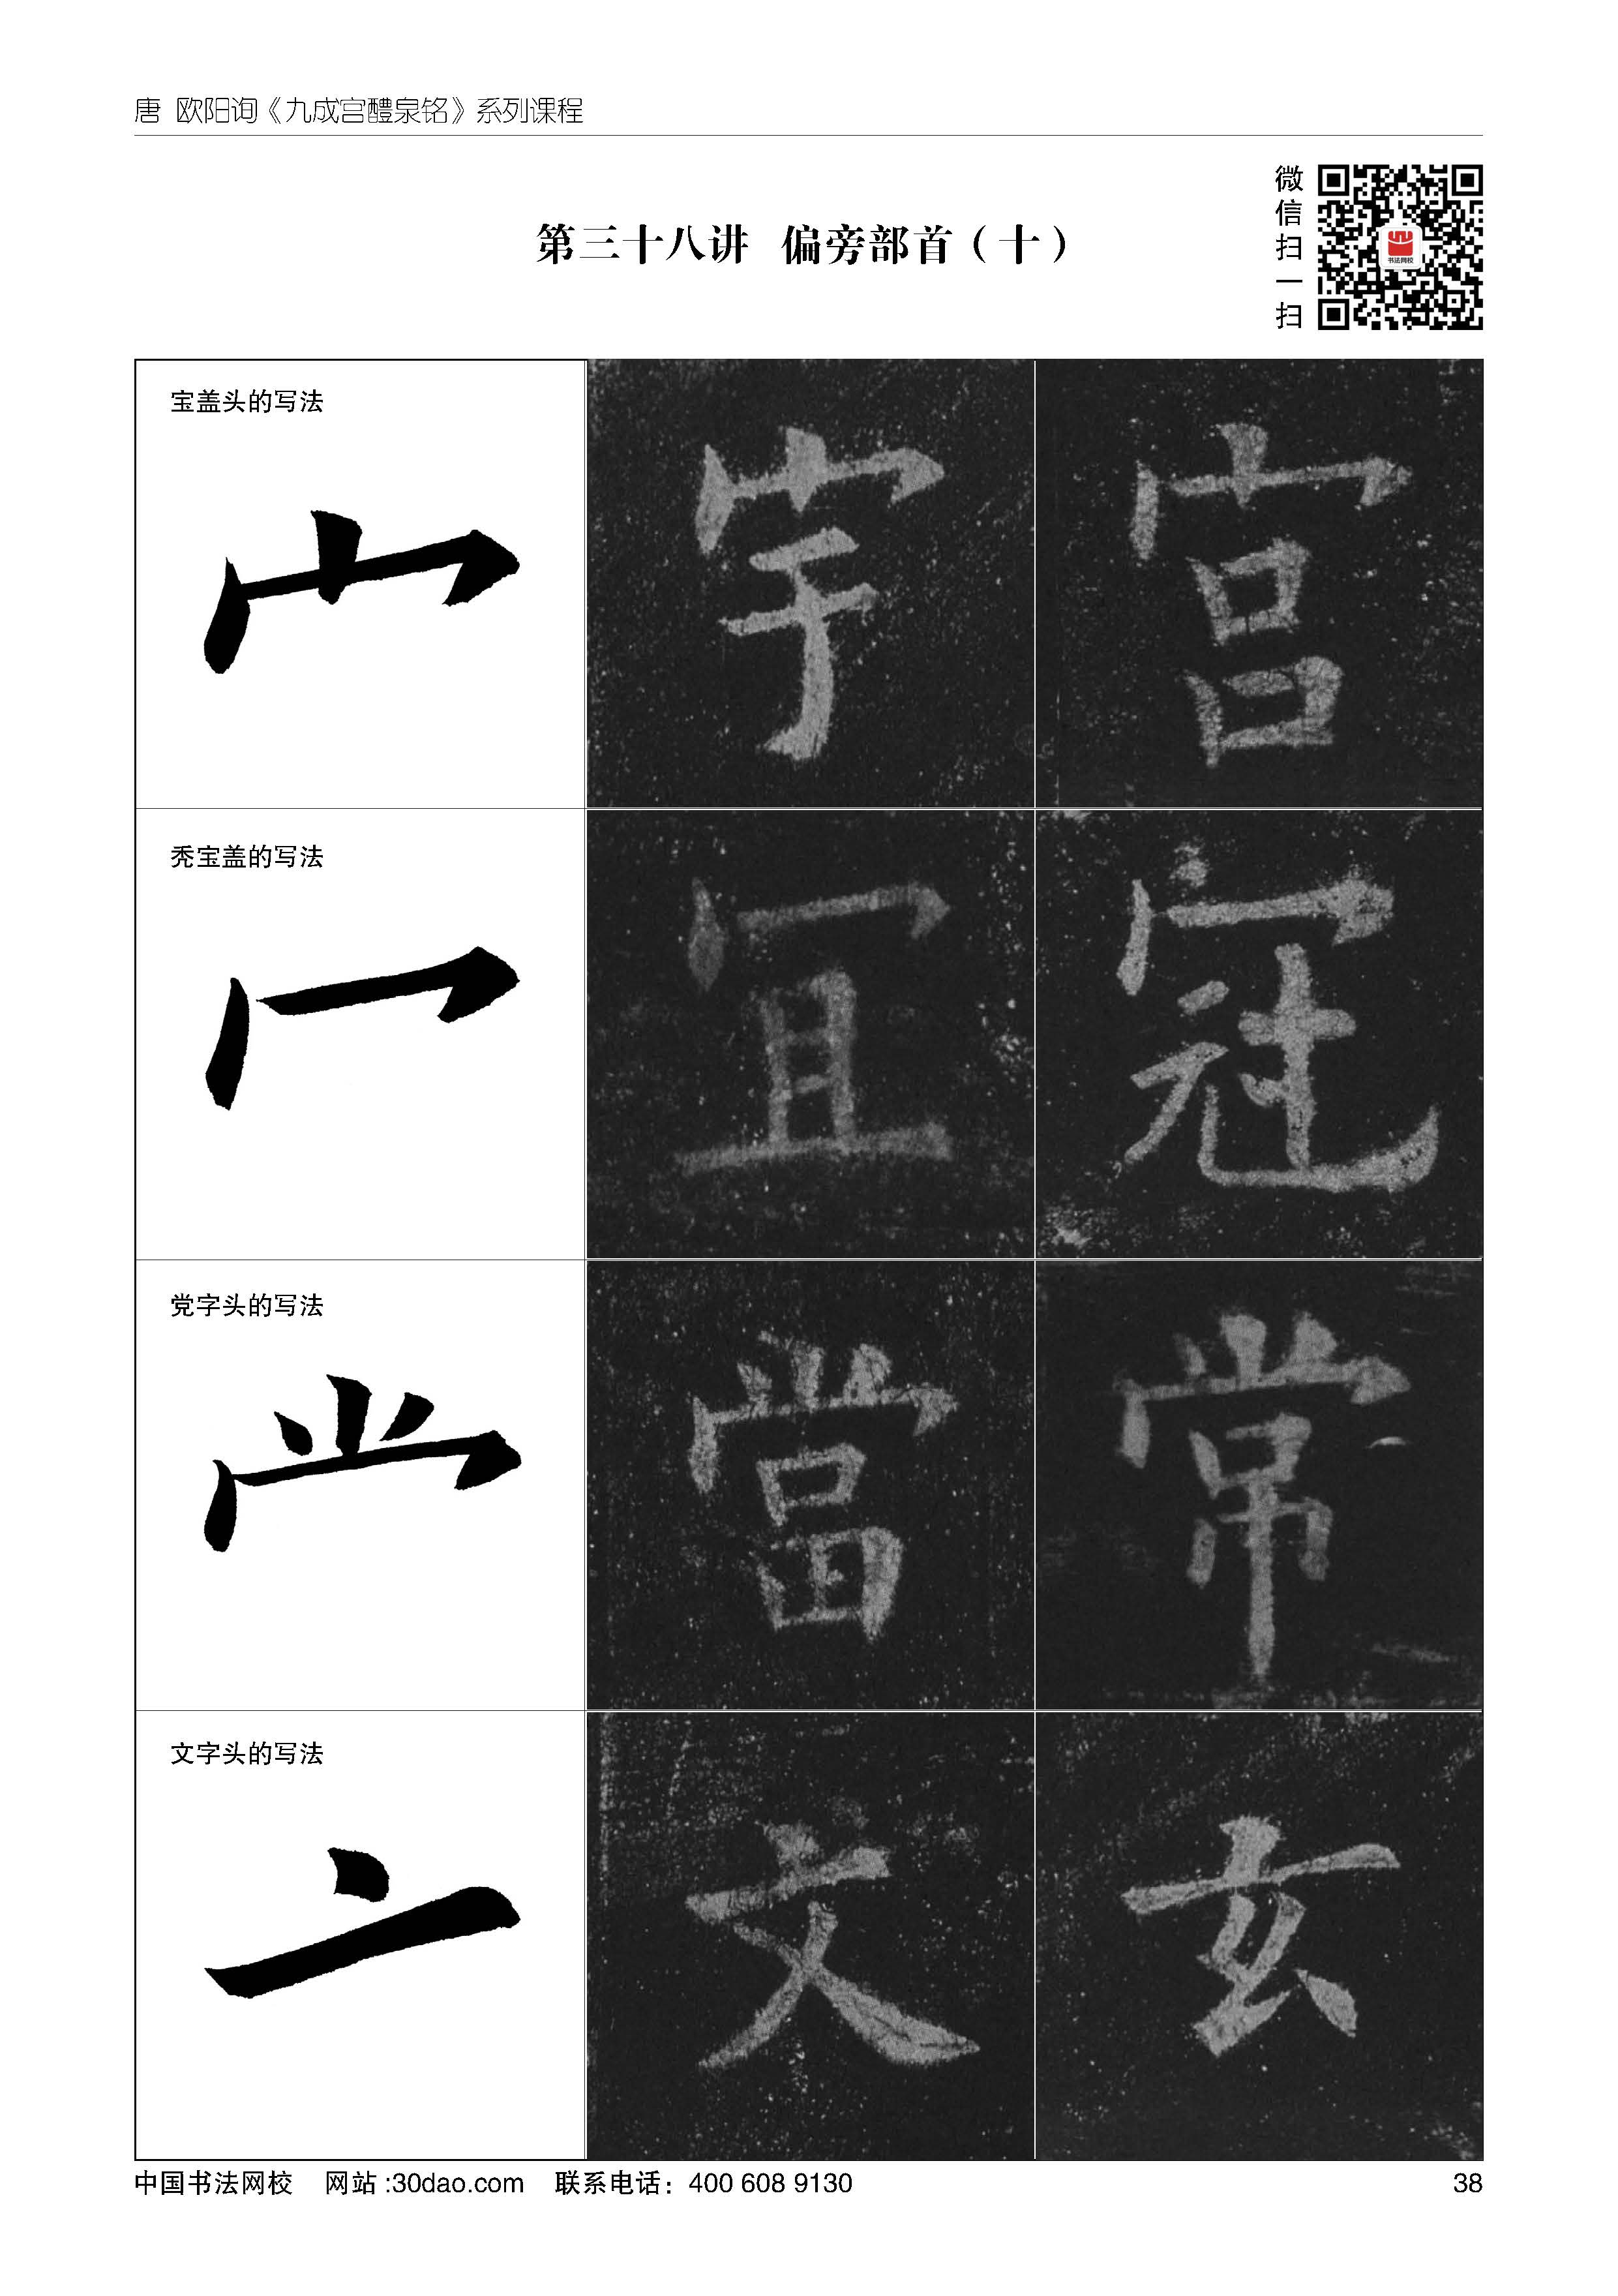 唐 欧阳询《九成宫醴泉铭》系列课程
微信扫一扫
书法网校
第三十八讲 偏旁部首（十）
宝盖头的写法
宀 宇 宫
秃宝盖的写法
冖 冝 冠
党字头的写法
當 常
文字头的写法
亠 文 玄
中国书法网校 网站:30dao.com 联系电话：400 608 9130 38